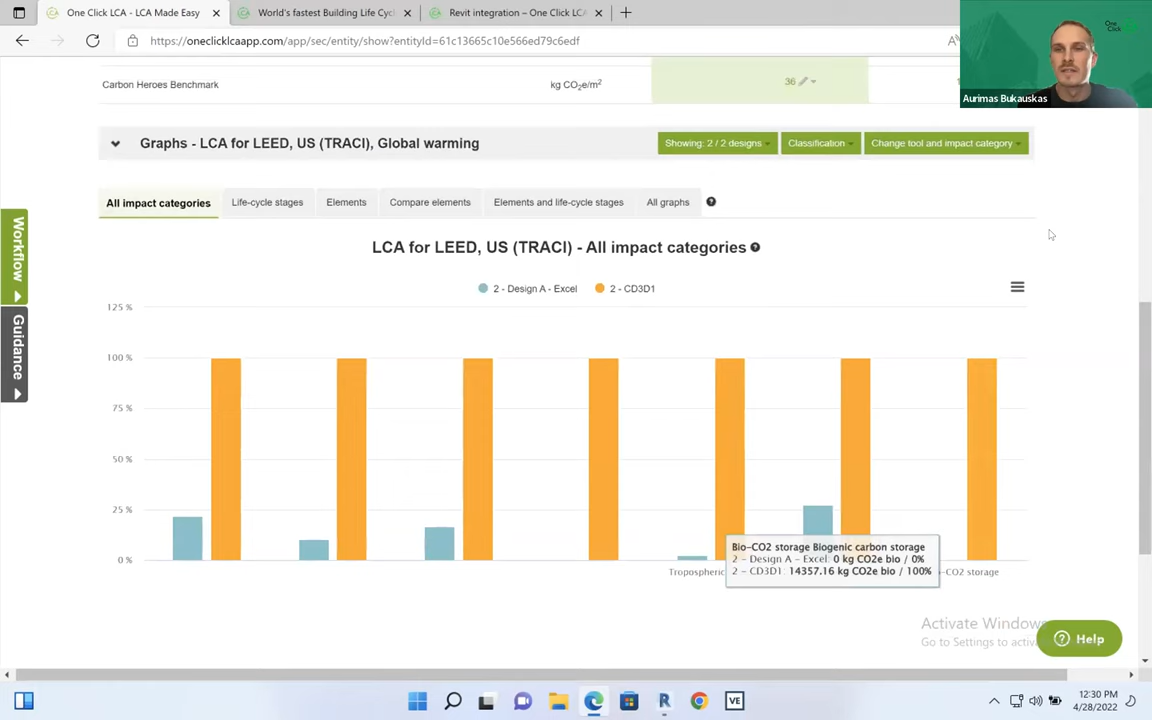 One Click LCA - LCA Made Easy
World's fastest Building Life Cyc
Revit integration – One Click LCA
https://oneclicklcaapp.com/app/sec/entity/show?entityId=61c13665c10e566ed79c6edf
One
Click
Aurimas Bukauskas
Carbon Heroes Benchmark
kg CO2e/m²
36
Graphs - LCA for LEED, US (TRACI), Global warming
Showing: 2 / 2 designs
Classification
Change tool and impact category
All impact categories
Life-cycle stages
Elements
Compare elements
Elements and life-cycle stages
All graphs
Workflow
Guidance
LCA for LEED, US (TRACI) - All impact categories
2 - Design A - Excel
2 - CD3D1
125 %
100 %
75 %
50 %
25 %
0 %
Bio-CO2 storage Biogenic carbon storage
2 - Design A - Excel: 0 kg CO2e bio / 0%
2 - CD3D1: 14357.16 kg CO2e bio / 100%
Tropospheric
-CO2 storage
Activate Windows
Go to Settings to activ
Help
12:30 PM
4/28/2022
VE